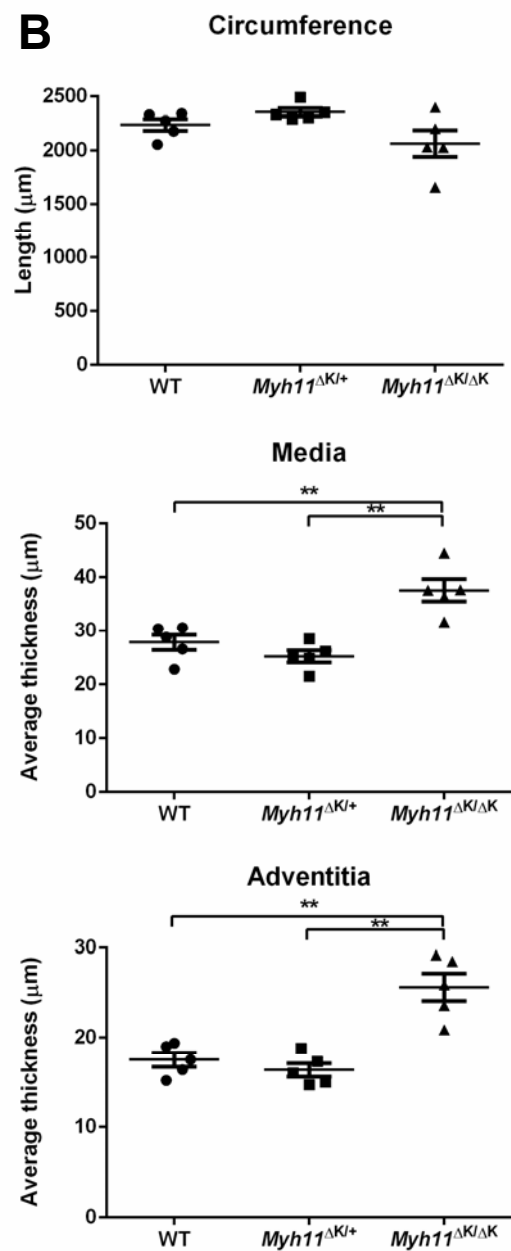 B
Circumference
2500
2000
1500
1000
500
0
Length (μm)
WT
Myh11ΔK/+
Myh11ΔK/ΔK
Media
**
**
50
40
30
20
10
0
Average thickness (μm)
WT
Myh11ΔK/+
Myh11ΔK/ΔK
Adventitia
**
**
30
20
10
0
Average thickness (μm)
WT
Myh11ΔK/+
Myh11ΔK/ΔK